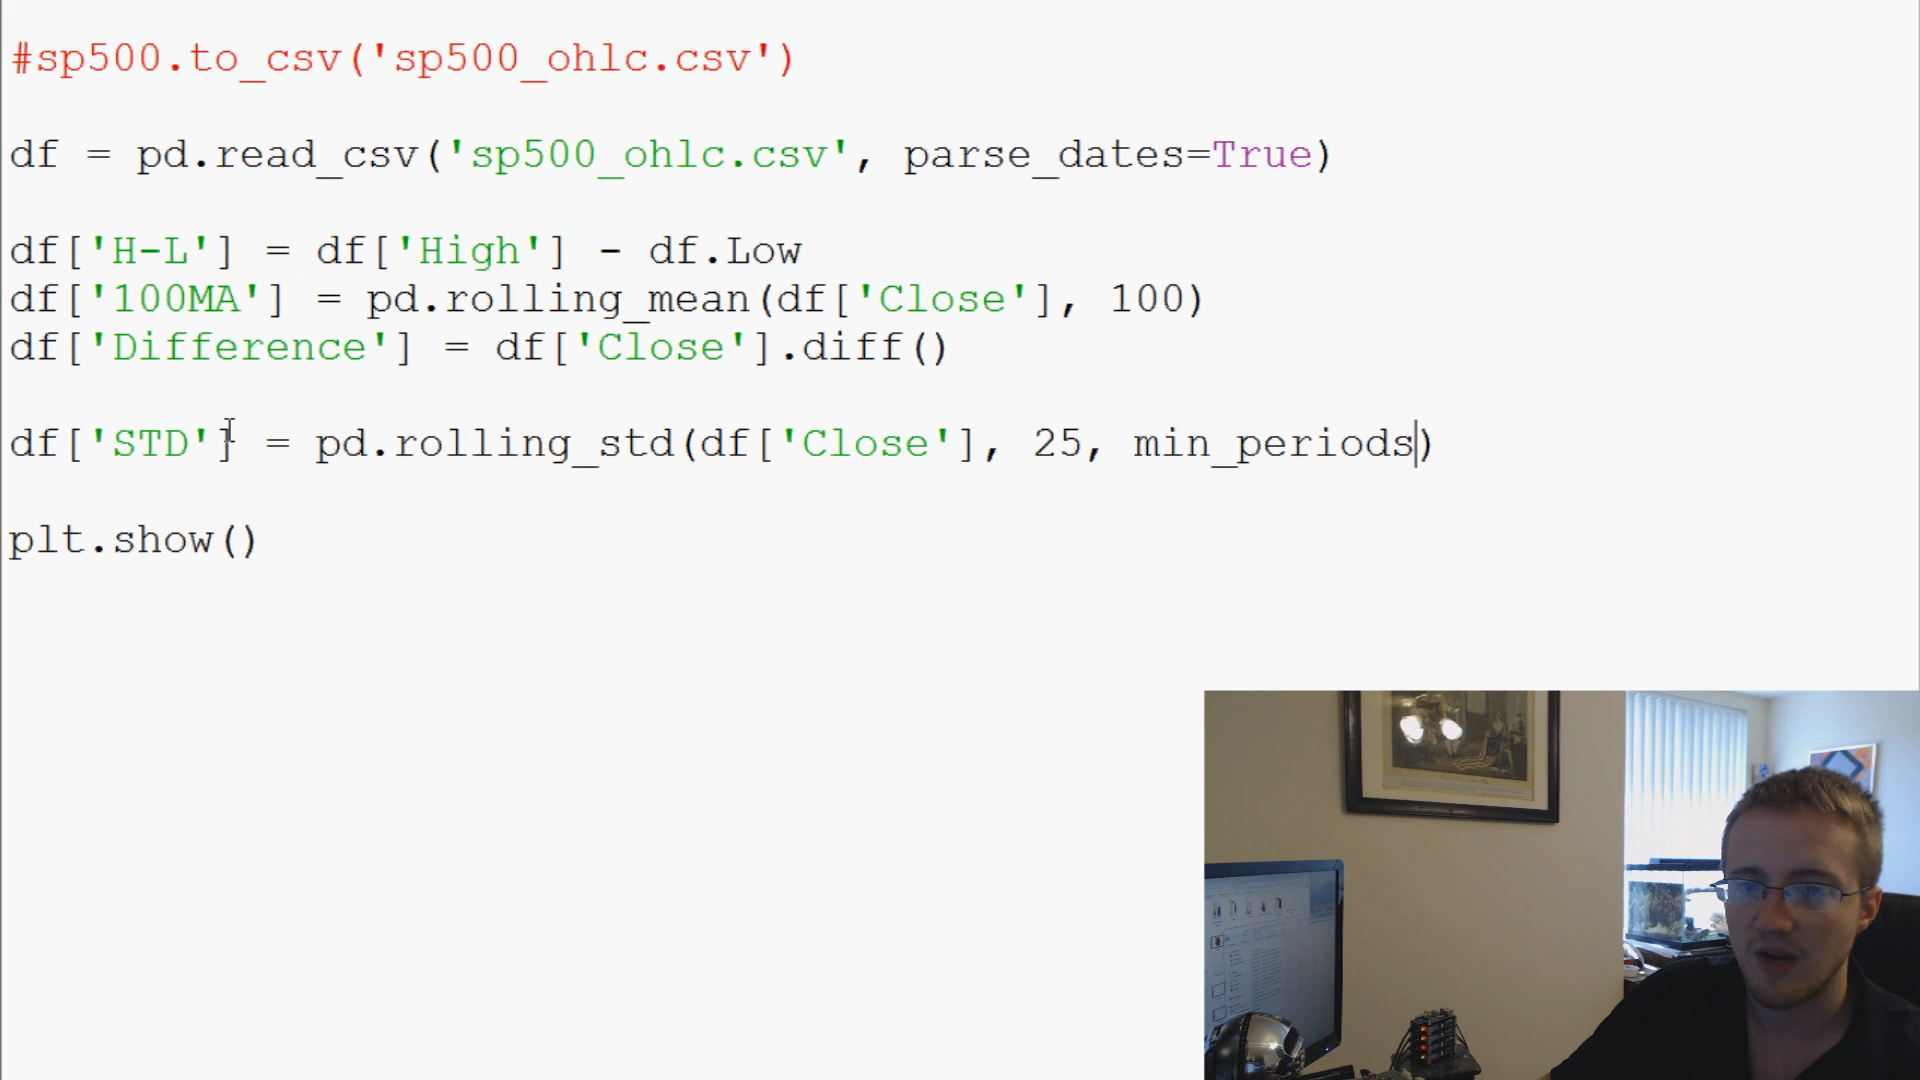 #sp500.to_csv('sp500_ohlc.csv')
df = pd.read_csv('sp500_ohlc.csv', parse_dates=True)
df['H-L'] = df['High'] - df.Low
df['100MA'] = pd.rolling_mean(df['Close'], 100)
df['Difference'] = df['Close'].diff()
df['STD'] = pd.rolling_std(df['Close'], 25, min_periods)
plt.show()